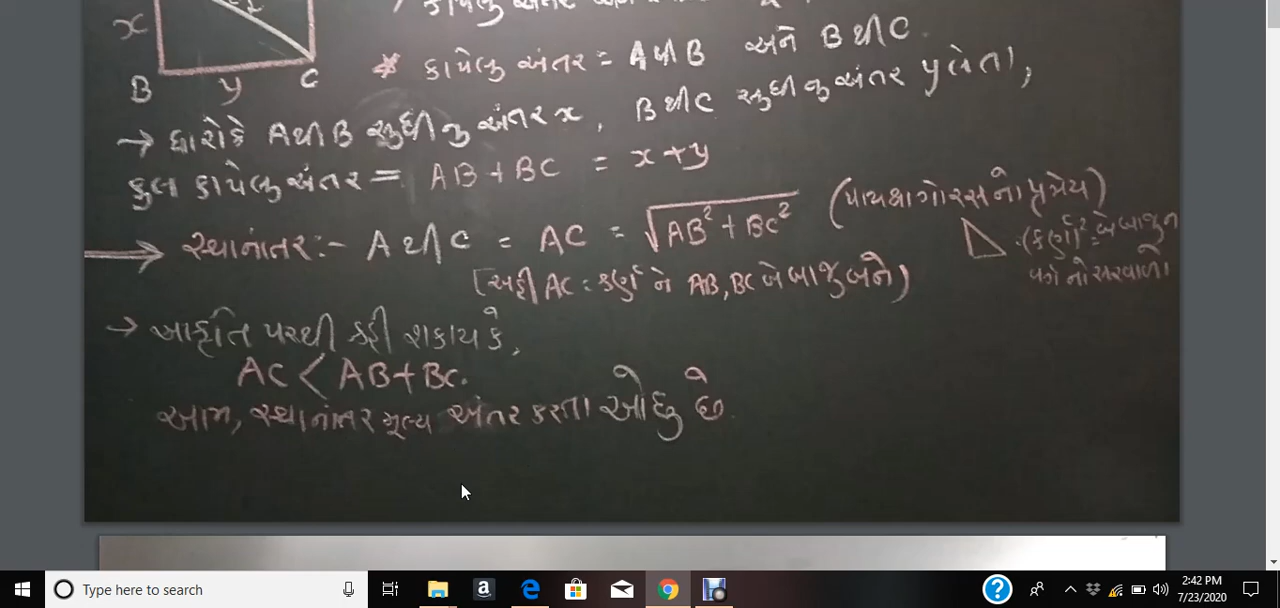 x
B y C
* કાપેલુ અંતર = A થી B અને B થી C
→ ધારોકે A થી B સુધીનુ અંતર x, B થી C સુધીનુ અંતર y લેતા,
કુલ કાપેલુ અંતર = AB + BC = x + y
→ સ્થાનાંતર :- A થી C = AC = √AB² + BC² (પાયથાગોરસનો પ્રમેય)
(કર્ણ)² = બે બાજુના
વર્ગનો સરવાળો
[અહી AC = કર્ણ ને AB, BC બે બાજુ બને)
→ આકૃતિ પરથી કહી શકાય કે,
AC < AB + BC.
આમ, સ્થાનાંતર મૂલ્ય અંતર કરતા ઓછુ છે.
Type here to search
2:42 PM
7/23/2020